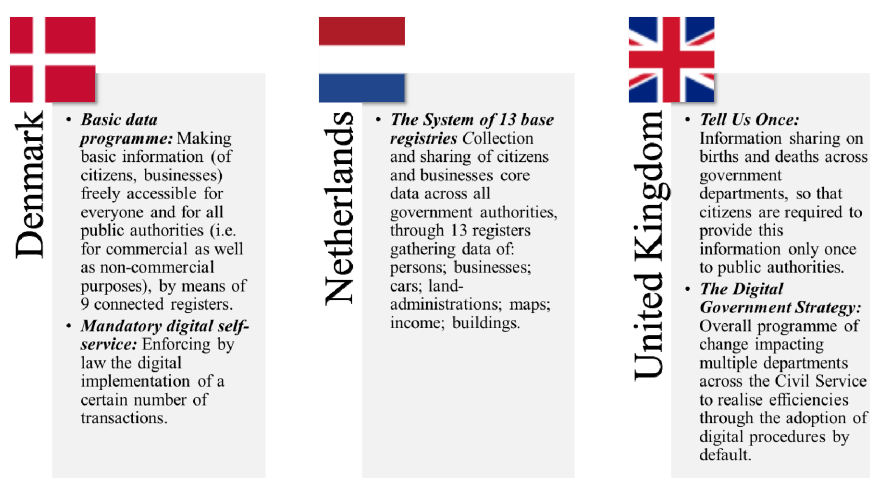 Denmark
• Basic data
programme: Making
basic information (of
citizens, businesses)
freely accessible for
everyone and for all
public authorities (i.e.
for commercial as well
as non-commercial
purposes), by means of
9 connected registers.
• Mandatory digital self-
service: Enforcing by
law the digital
implementation of a
certain number of
transactions.
Netherlands
• The System of 13 base
registries Collection
and sharing of citizens
and businesses core
data across all
government authorities,
through 13 registers
gathering data of:
persons; businesses;
cars; land-
administrations; maps;
income; buildings.
United Kingdom
• Tell Us Once:
Information sharing on
births and deaths across
government
departments, so that
citizens are required to
provide this
information only once
to public authorities.
• The Digital
Government Strategy:
Overall programme of
change impacting
multiple departments
across the Civil Service
to realise efficiencies
through the adoption of
digital procedures by
default.